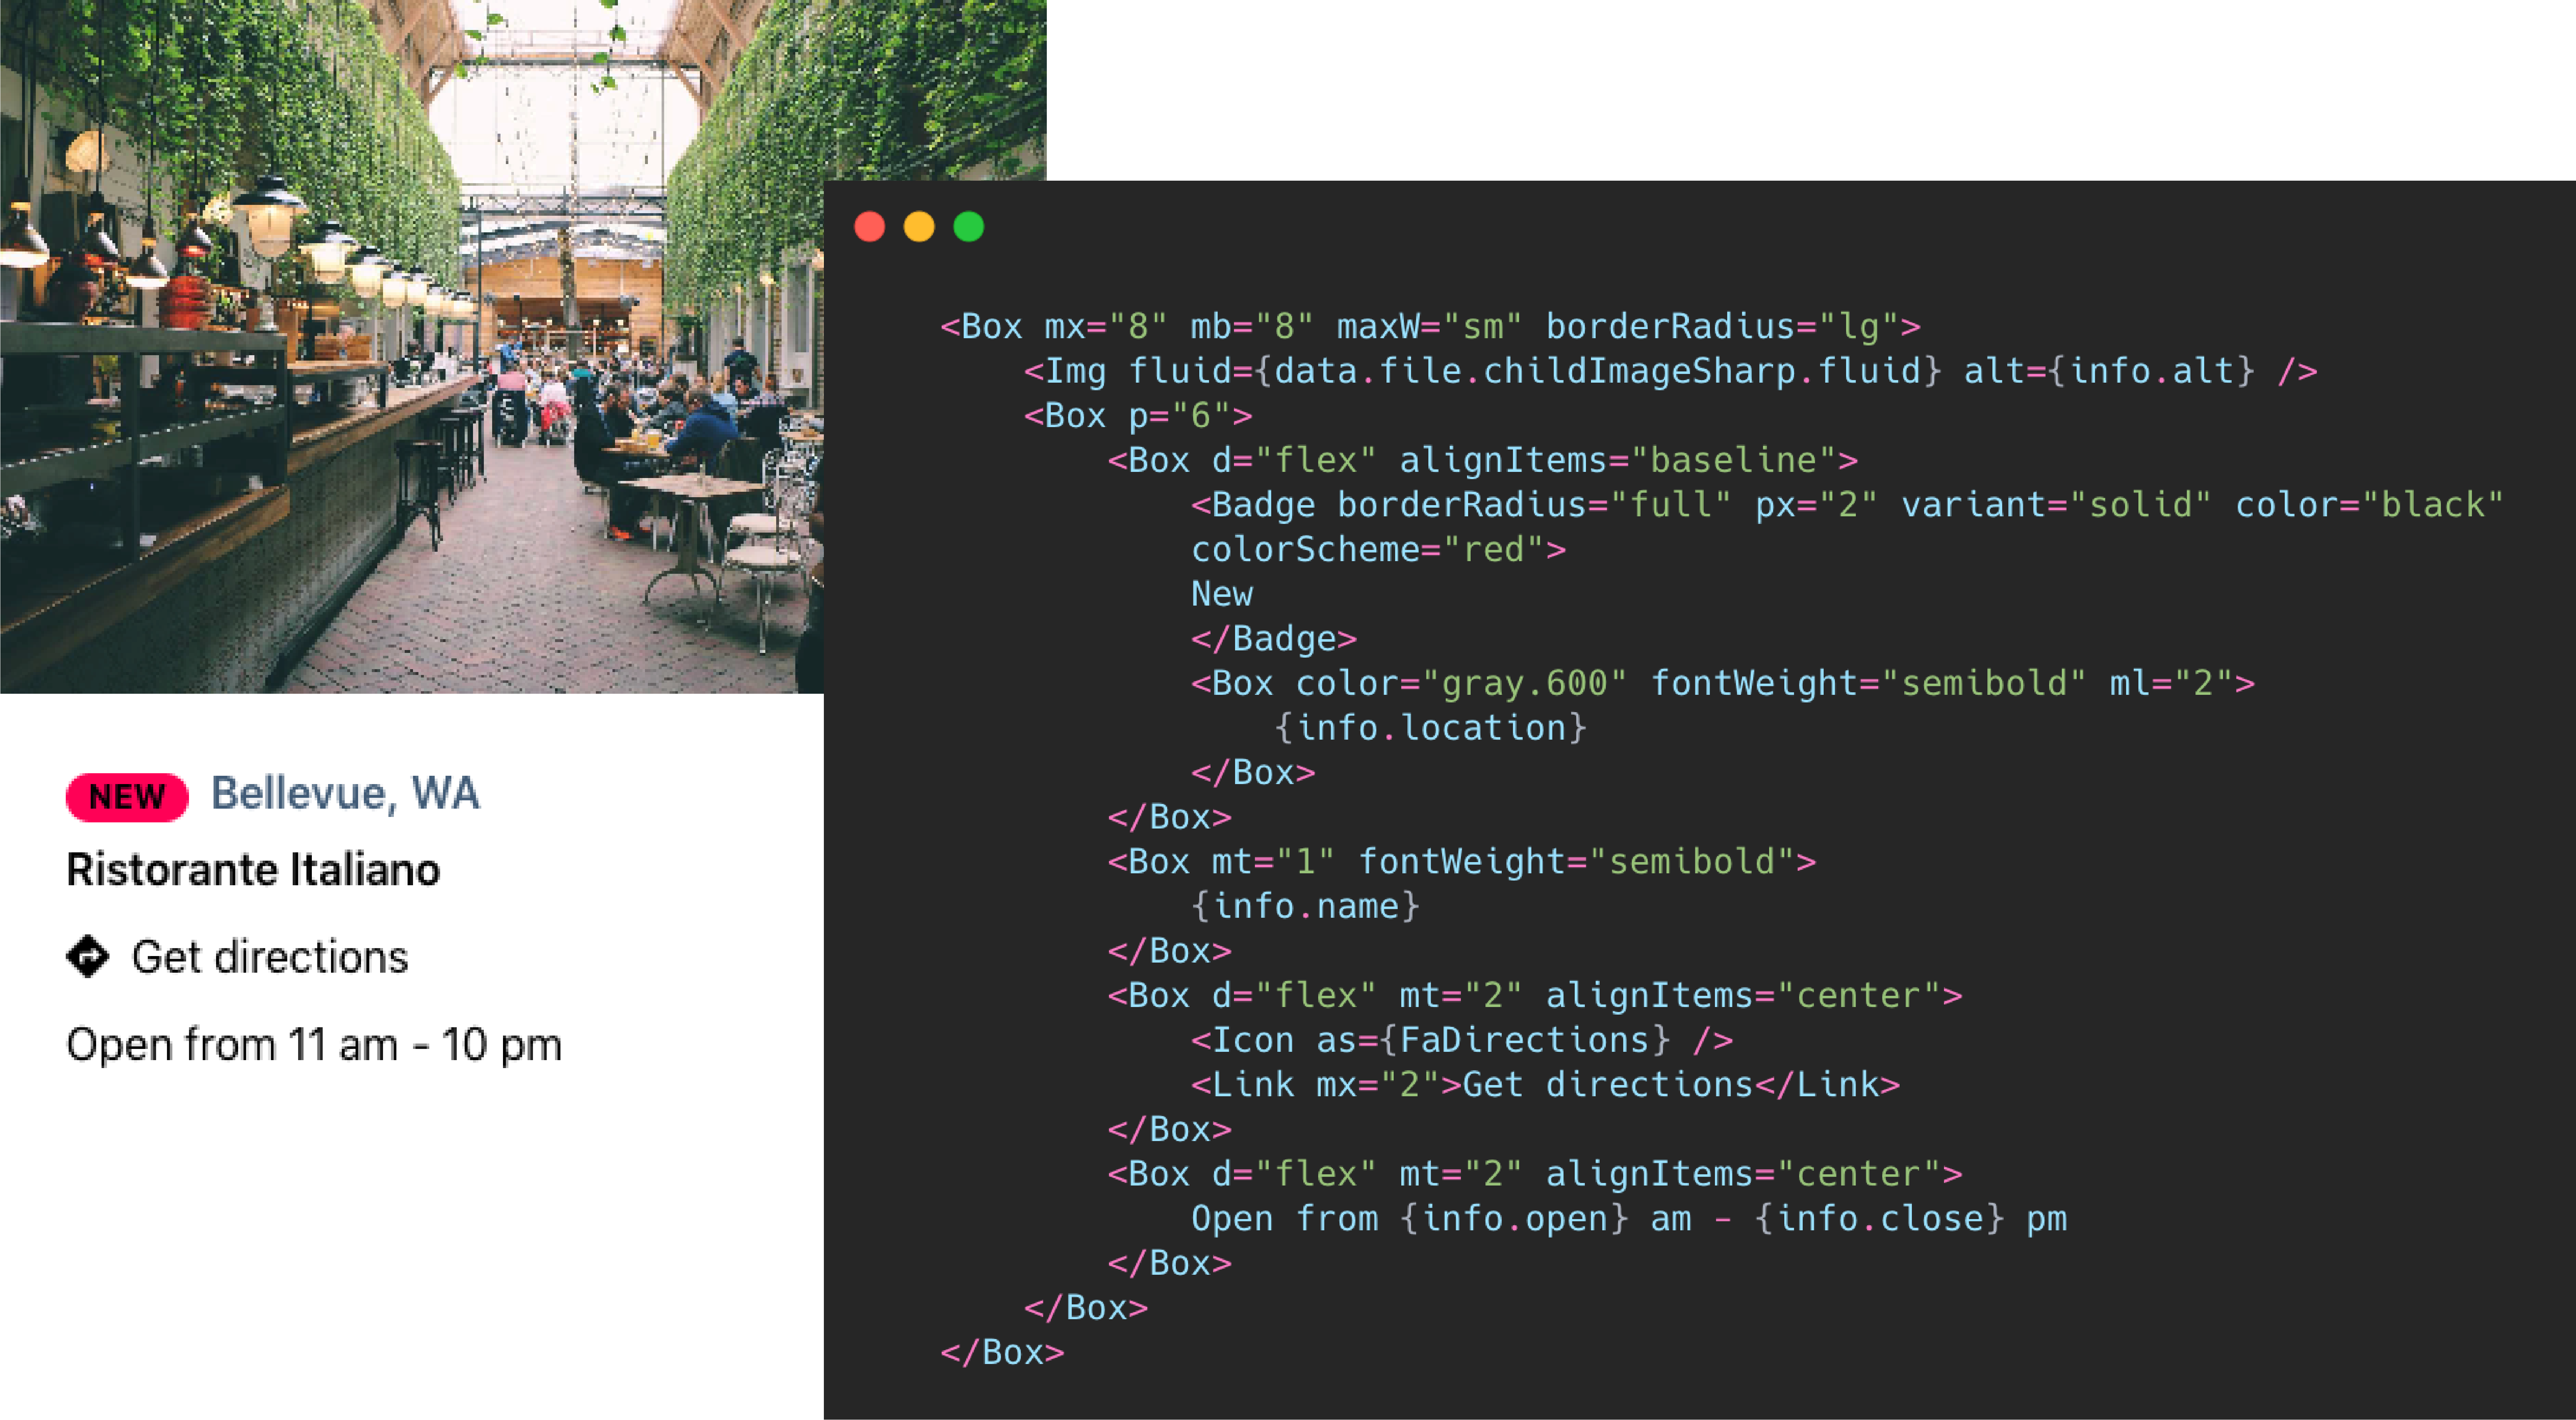 NEW Bellevue, WA
Ristorante Italiano
Get directions
Open from 11 am - 10 pm
<Box mx="8" mb="8" maxW="sm" borderRadius="lg">
<Img fluid={data.file.childImageSharp.fluid} alt={info.alt} />
<Box p="6">
<Box d="flex" alignItems="baseline">
<Badge borderRadius="full" px="2" variant="solid" color="black"
colorScheme="red">
New
</Badge>
<Box color="gray.600" fontWeight="semibold" ml="2">
{info.location}
</Box>
</Box>
<Box mt="1" fontWeight="semibold">
{info.name}
</Box>
<Box d="flex" mt="2" alignItems="center">
<Icon as={FaDirections} />
<Link mx="2">Get directions</Link>
</Box>
<Box d="flex" mt="2" alignItems="center">
Open from {info.open} am - {info.close} pm
</Box>
</Box>
</Box>